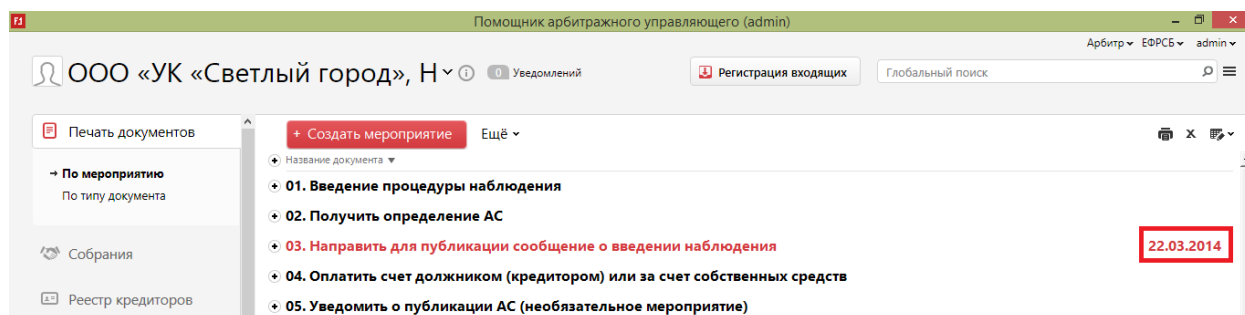 Помощник арбитражного управляющего (admin)
Арбитр ЕФРСБ admin
ООО «УК «Светлый город», Н 0 Уведомлений Регистрация входящих Глобальный поиск
Печать документов + Создать мероприятие Ещё
Название документа
→ По мероприятию 01. Введение процедуры наблюдения
По типу документа
02. Получить определение АС
Собрания 03. Направить для публикации сообщение о введении наблюдения 22.03.2014
04. Оплатить счет должником (кредитором) или за счет собственных средств
Реестр кредиторов 05. Уведомить о публикации АС (необязательное мероприятие)